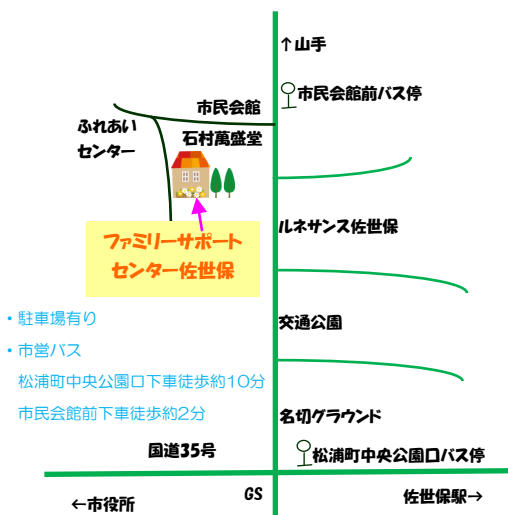 ↑山手
市民会館前バス停
市民会館
ふれあい
センター
石村萬盛堂
ファミリーサポート
センター佐世保
ルネサンス佐世保
・駐車場有り
・市営バス
松浦町中央公園口下車徒歩約10分
市民会館前下車徒歩約2分
交通公園
名切グラウンド
国道35号
松浦町中央公園口バス停
←市役所
GS
佐世保駅→